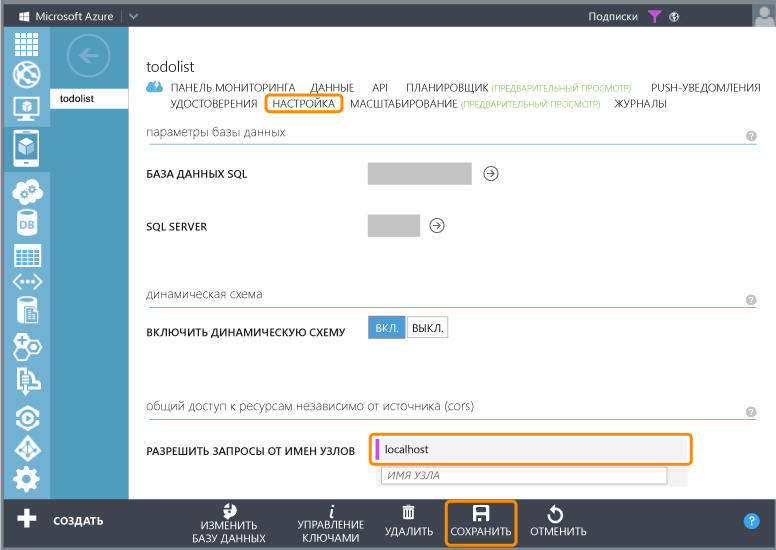 Microsoft Azure
Подписки
todolist
todolist
ПАНЕЛЬ МОНИТОРИНГА ДАННЫЕ API ПЛАНИРОВЩИК (ПРЕДВАРИТЕЛЬНЫЙ ПРОСМОТР) PUSH-УВЕДОМЛЕНИЯ
УДОСТОВЕРЕНИЯ НАСТРОЙКА МАСШТАБИРОВАНИЕ (ПРЕДВАРИТЕЛЬНЫЙ ПРОСМОТР) ЖУРНАЛЫ
параметры базы данных ?
БАЗА ДАННЫХ SQL
SQL SERVER
DB
динамическая схема ?
ВКЛЮЧИТЬ ДИНАМИЧЕСКУЮ СХЕМУ ВКЛ. ВЫКЛ.
общий доступ к ресурсам независимо от источника (cors) ?
РАЗРЕШИТЬ ЗАПРОСЫ ОТ ИМЕН УЗЛОВ localhost
ИМЯ УЗЛА
СОЗДАТЬ
ИЗМЕНИТЬ
БАЗУ ДАННЫХ
УПРАВЛЕНИЕ
КЛЮЧАМИ
УДАЛИТЬ
СОХРАНИТЬ
ОТМЕНИТЬ
?